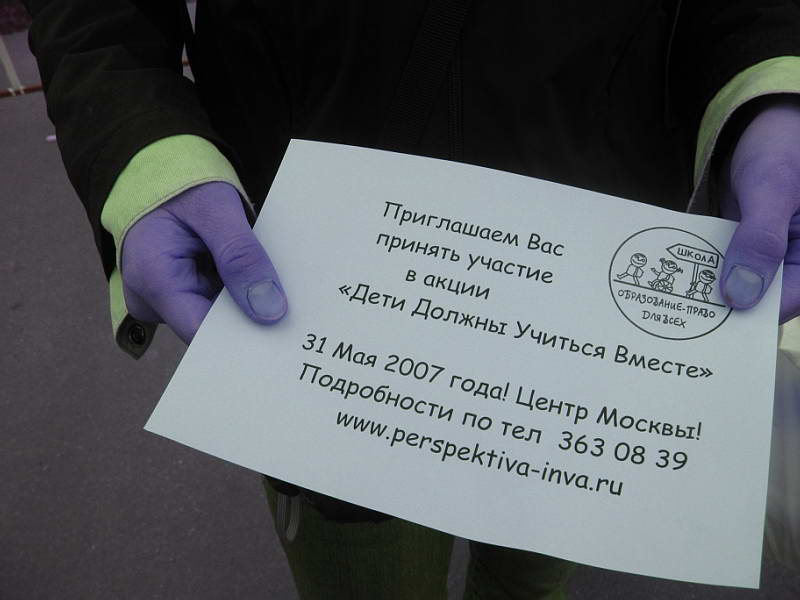 Приглашаем Вас
принять участие
в акции
«Дети Должны Учиться Вместе»
31 Мая 2007 года! Центр Москвы!
Подробности по тел 363 08 39
www.perspektiva-inva.ru
ШКОЛА
ОБРАЗОВАНИЕ-ПРАВО
ДЛЯ ВСЕХ